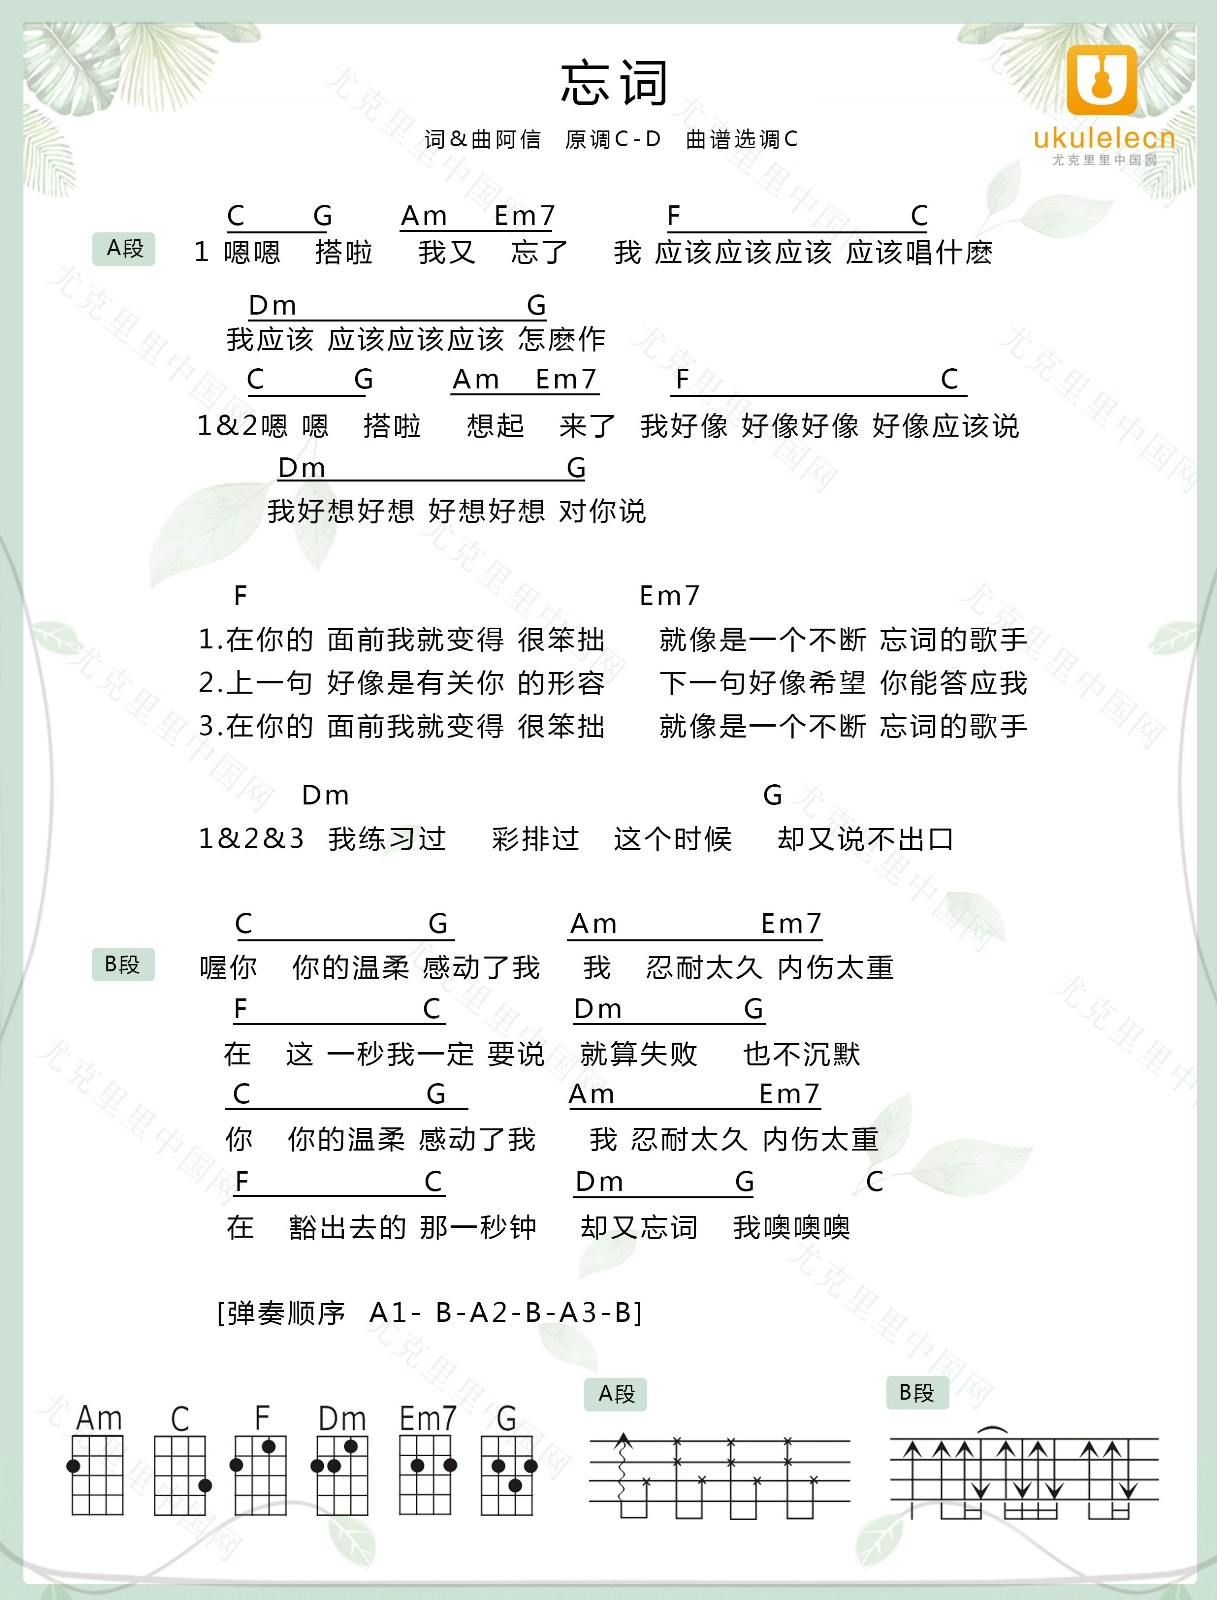 忘词
词&曲阿信 原调C-D 曲谱选调C
ukulelecn
尤克里里中国网
C G Am Em7 F C
A段 1 嗯嗯 搭啦 我又 忘了 我 应该应该应该 应该唱什麽
Dm G
我应该 应该应该应该 怎麽作
C G Am Em7 F C
1&2嗯 嗯 搭啦 想起 来了 我好像 好像好像 好像应该说
Dm G
我好想好想 好想好想 对你说
F Em7
1.在你的 面前我就变得 很笨拙 就像是一个不断 忘词的歌手
2.上一句 好像是有关你 的形容 下一句好像希望 你能答应我
3.在你的 面前我就变得 很笨拙 就像是一个不断 忘词的歌手
Dm G
1&2&3 我练习过 彩排过 这个时候 却又说不出口
C G Am Em7
B段 喔你 你的温柔 感动了我 我 忍耐太久 内伤太重
F C Dm G
在 这 一秒我一定 要说 就算失败 也不沉默
C G Am Em7
你 你的温柔 感动了我 我 忍耐太久 内伤太重
F C Dm G C
在 豁出去的 那一秒钟 却又忘词 我噢噢噢
[弹奏顺序 A1- B-A2-B-A3-B]
Am C F Dm Em7 G
A段
B段